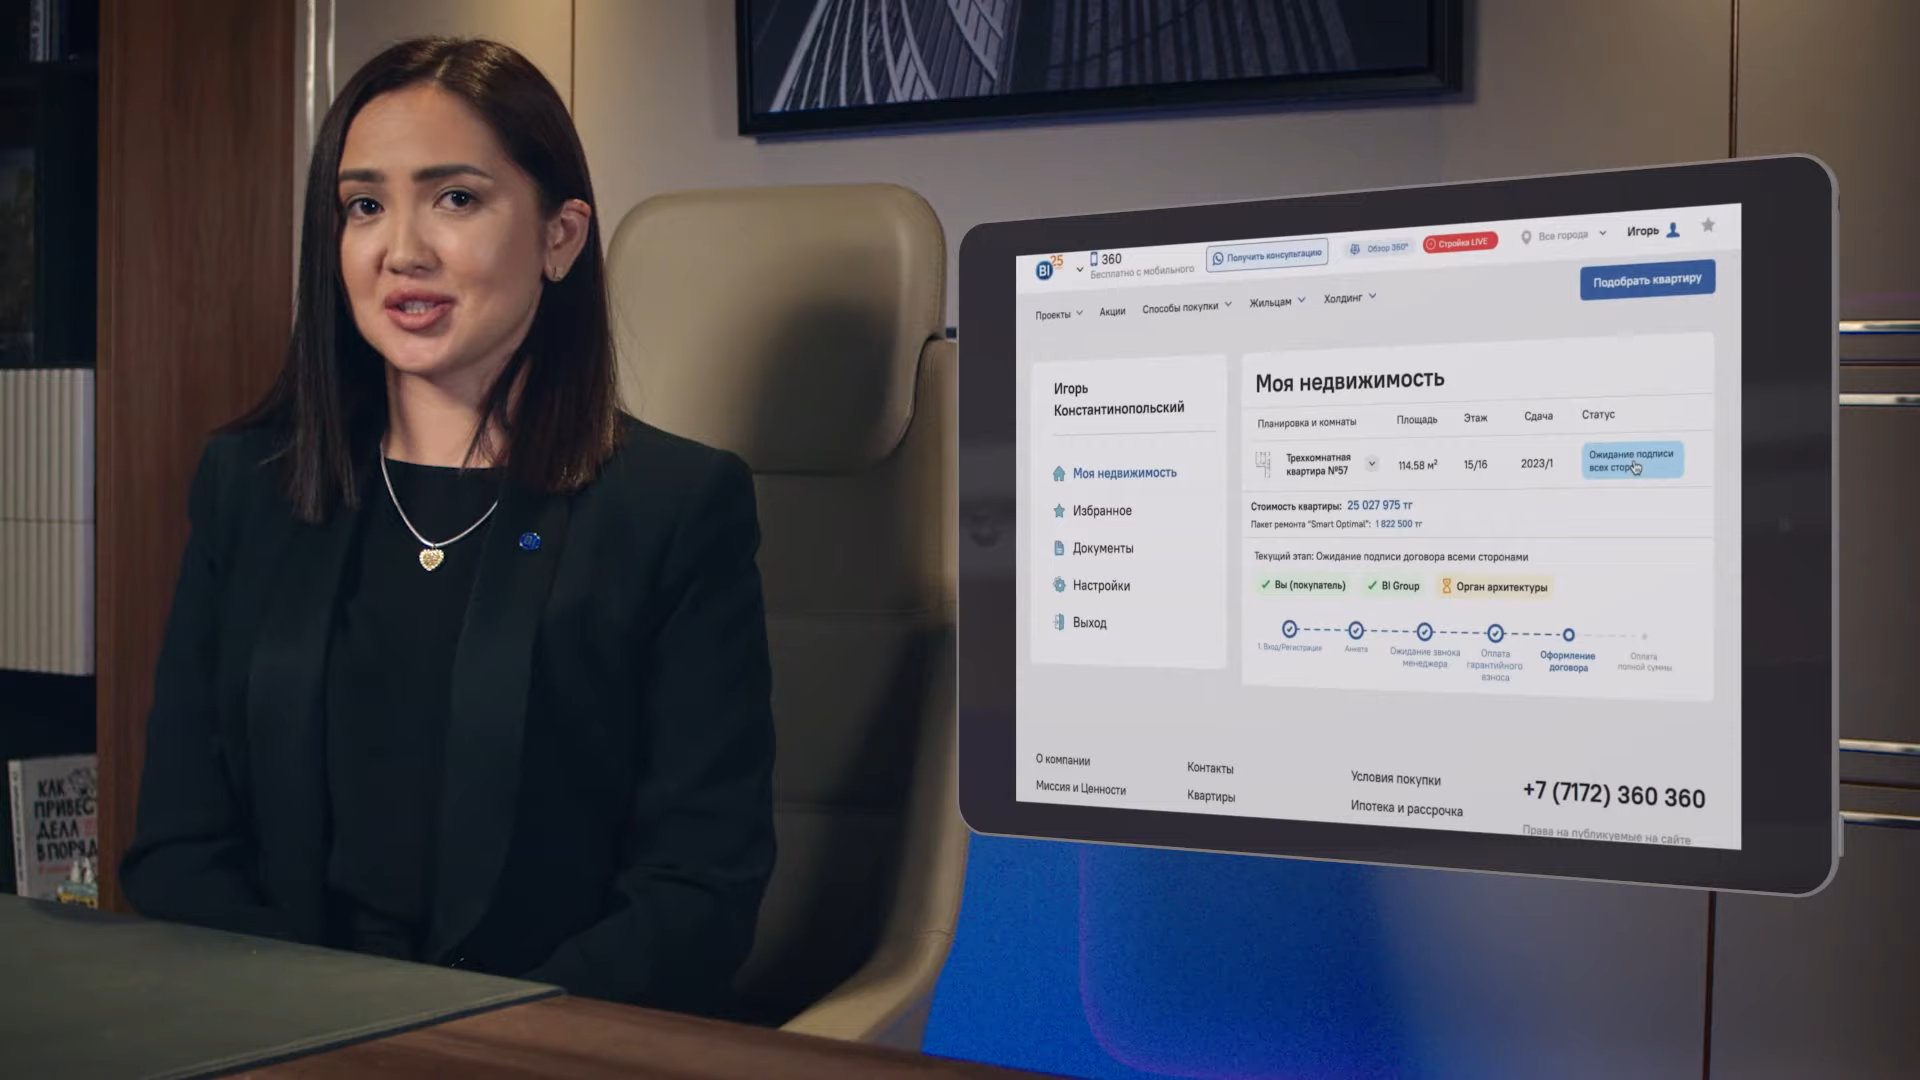 BI 25
360
Бесплатно с мобильного
Получить консультацию
Обзор 360°
Стройка LIVE
Все города
Игорь
Проекты
Акции
Способы покупки
Жильцам
Холдинг
Подобрать квартиру
Игорь
Константинопольский
Моя недвижимость
Избранное
Документы
Настройки
Выход
Моя недвижимость
Планировка и комнаты
Площадь
Этаж
Сдача
Статус
Трехкомнатная
квартира №57
114.58 м²
15/16
2023/1
Ожидание подписи
всех
Стоимость квартиры: 25 027 975 тг
Пакет ремонта "Smart Optimal": 1 822 500 тг
Текущий этап: Ожидание подписи договора всеми сторонами
Вы (покупатель)
BI Group
Орган архитектуры
1. Вход/Регистрация
Анкета
Ожидание звонка
менеджера
Оплата
гарантийного
взноса
Оформление
договора
Оплата
полной суммы
О компании
Миссия и Ценности
Контакты
Квартиры
Условия покупки
Ипотека и рассрочка
+7 (7172) 360 360
Права на публикуемые на сайте
КАК
ПРИВЕС
ДЕЛА
В ПОРЯД